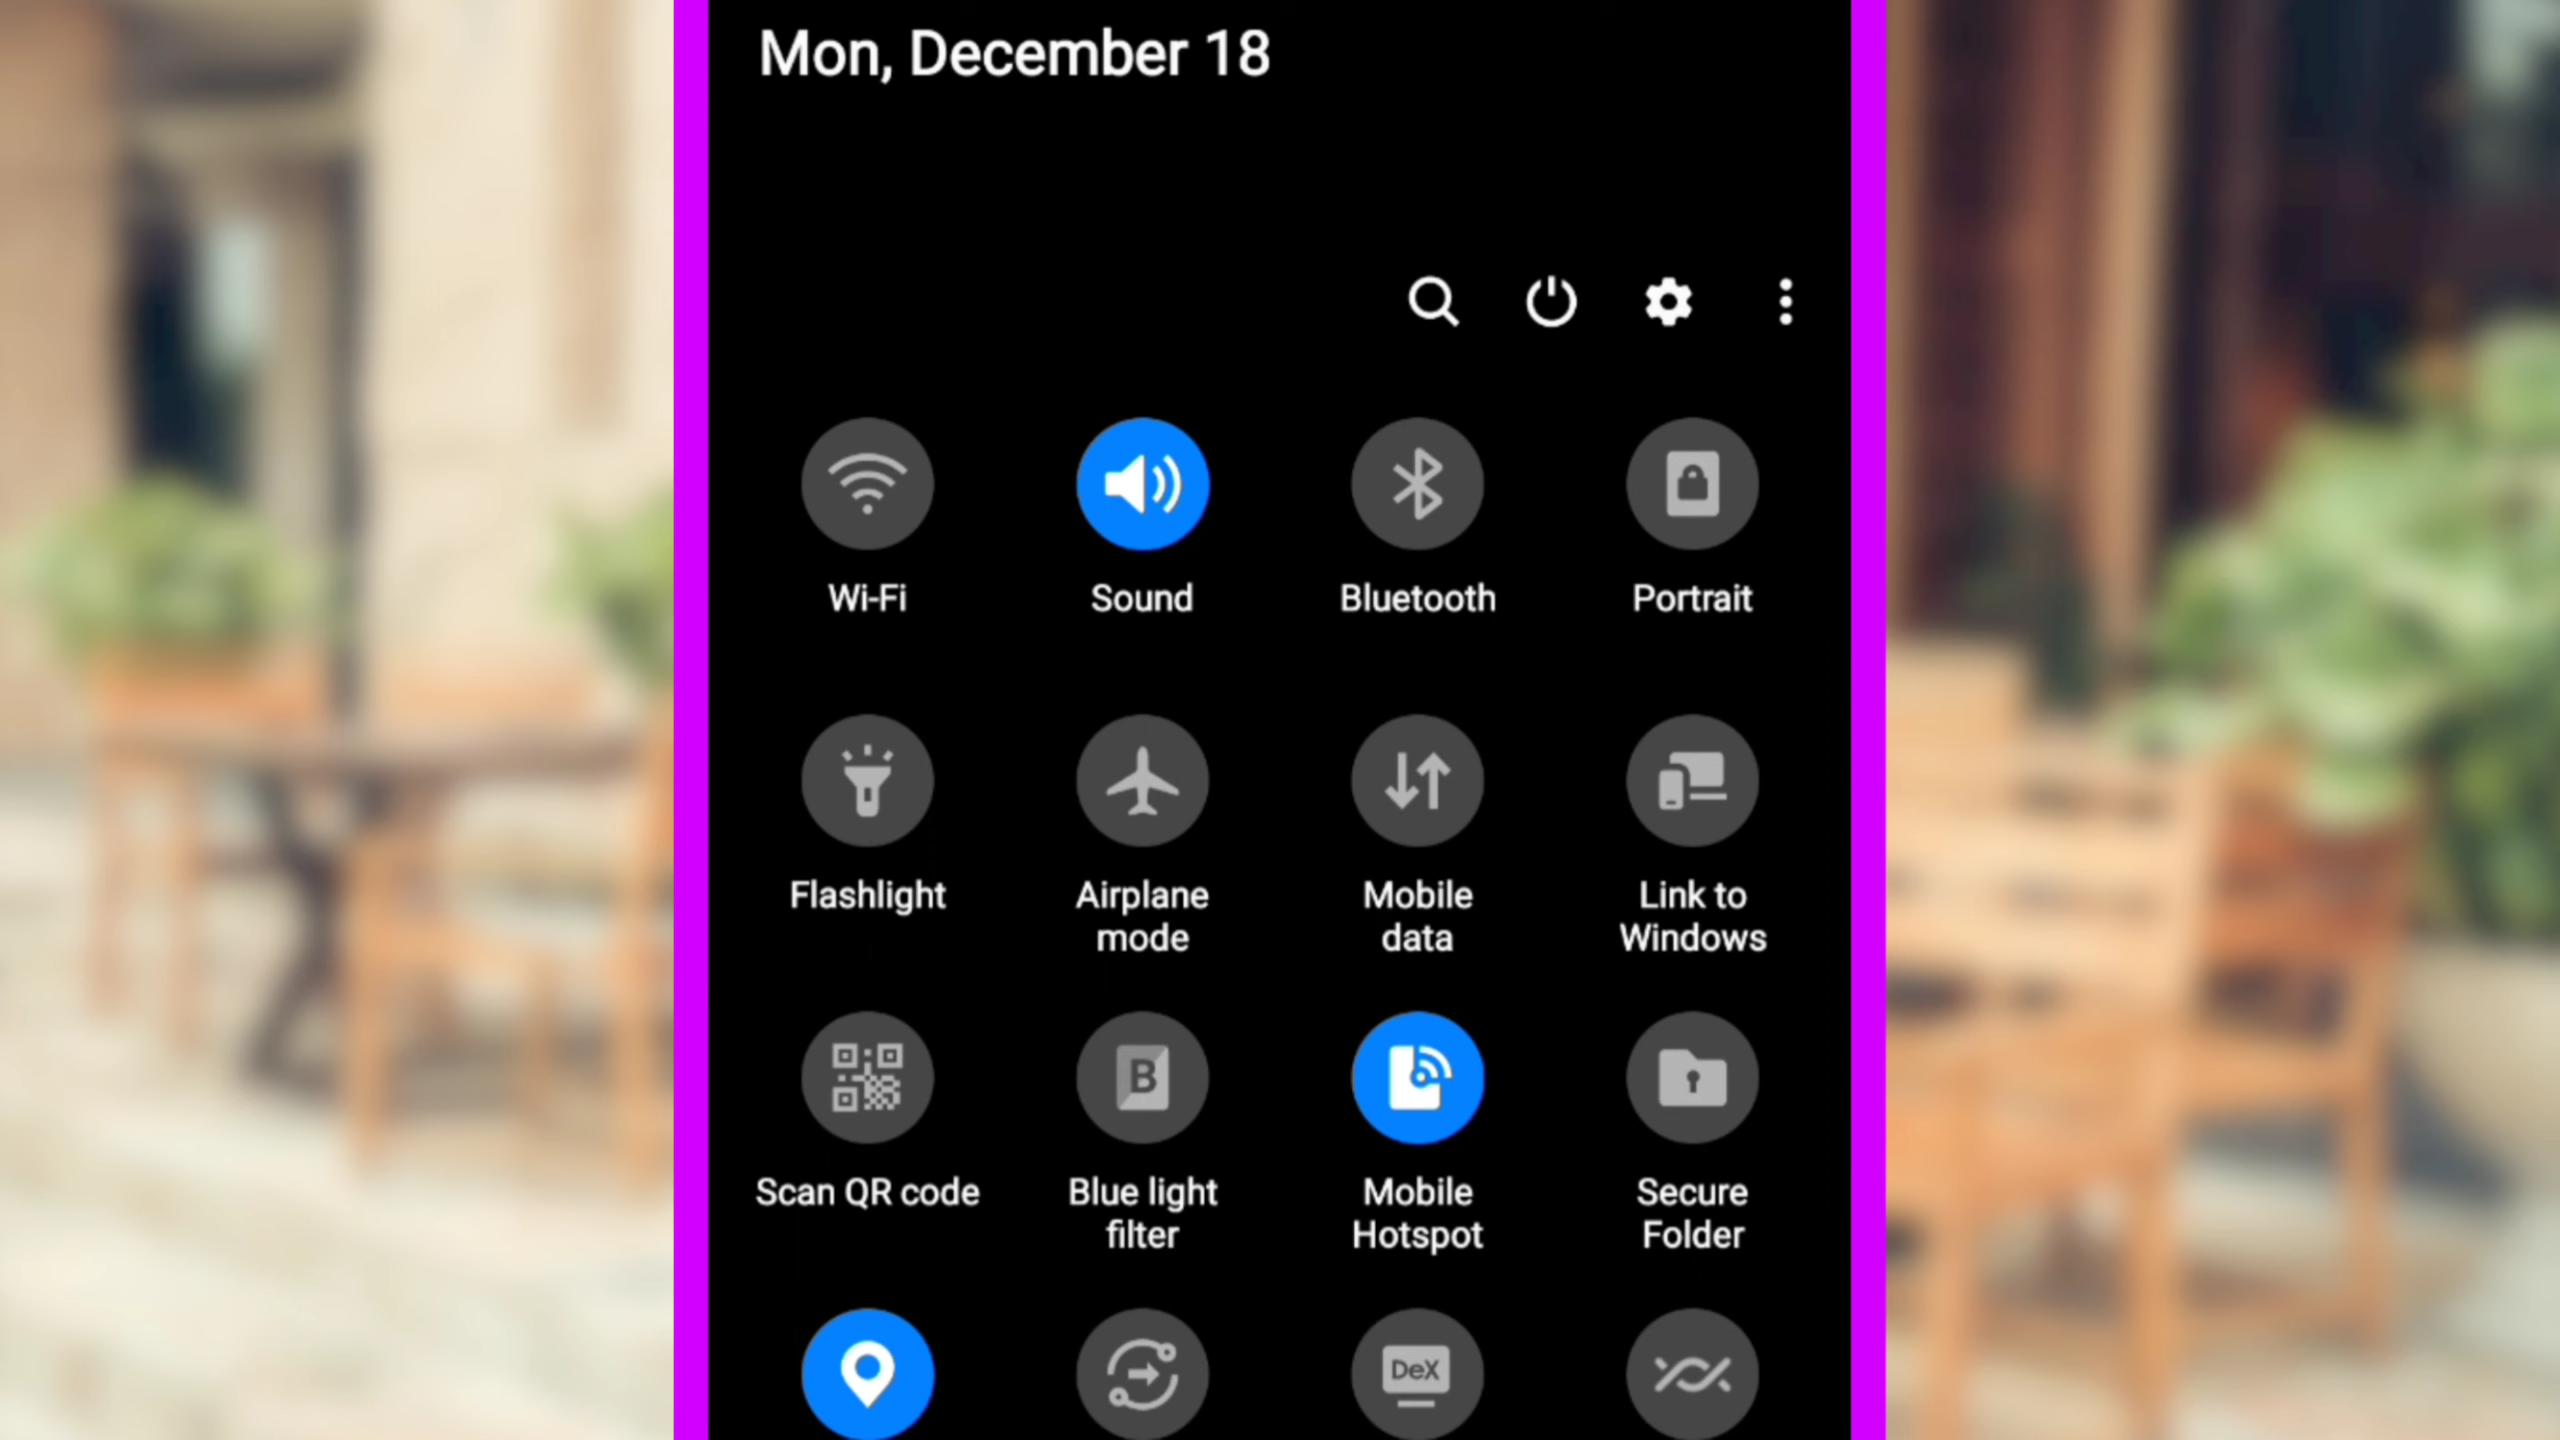 Mon, December 18
Wi-Fi
Sound
Bluetooth
Portrait
Flashlight
Airplane
mode
Mobile
data
Link to
Windows
Scan QR code
B
Blue light
filter
Mobile
Hotspot
Secure
Folder
DeX